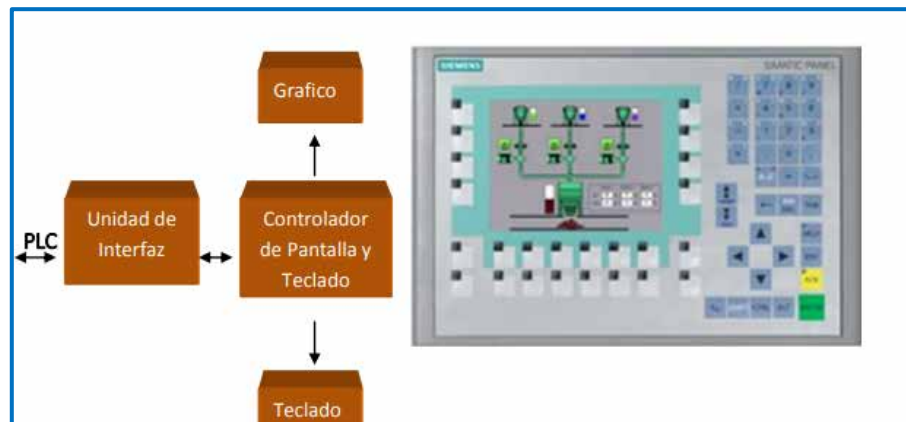 Grafico
PLC
Unidad de
Interfaz
Controlador
de Pantalla y
Teclado
Teclado
SIEMENS
SIMATIC PANEL